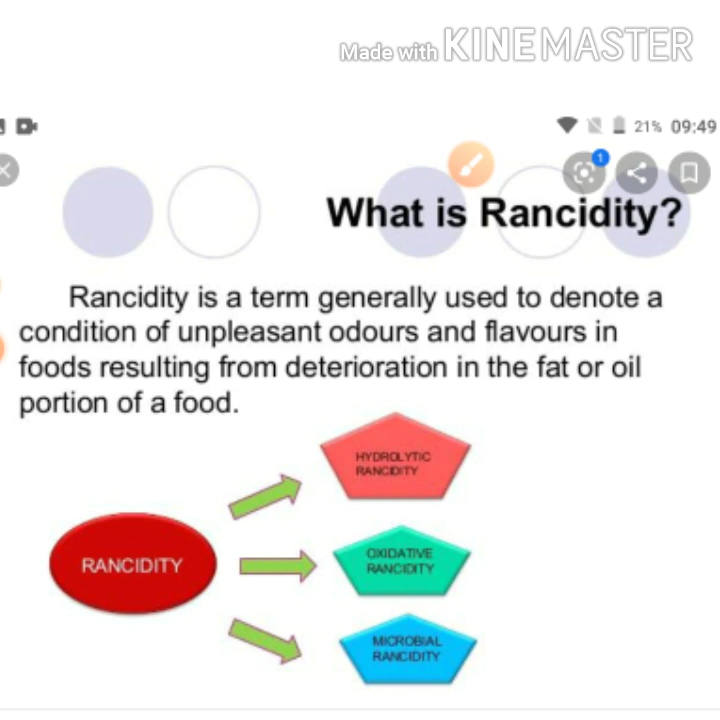 Made with KINEMASTER
21% 09:49
1
What is Rancidity?
Rancidity is a term generally used to denote a
condition of unpleasant odours and flavours in
foods resulting from deterioration in the fat or oil
portion of a food.
HYDROLYTIC
RANCIDITY
RANCIDITY
OXIDATIVE
RANCIDITY
MICROBIAL
RANCIDITY